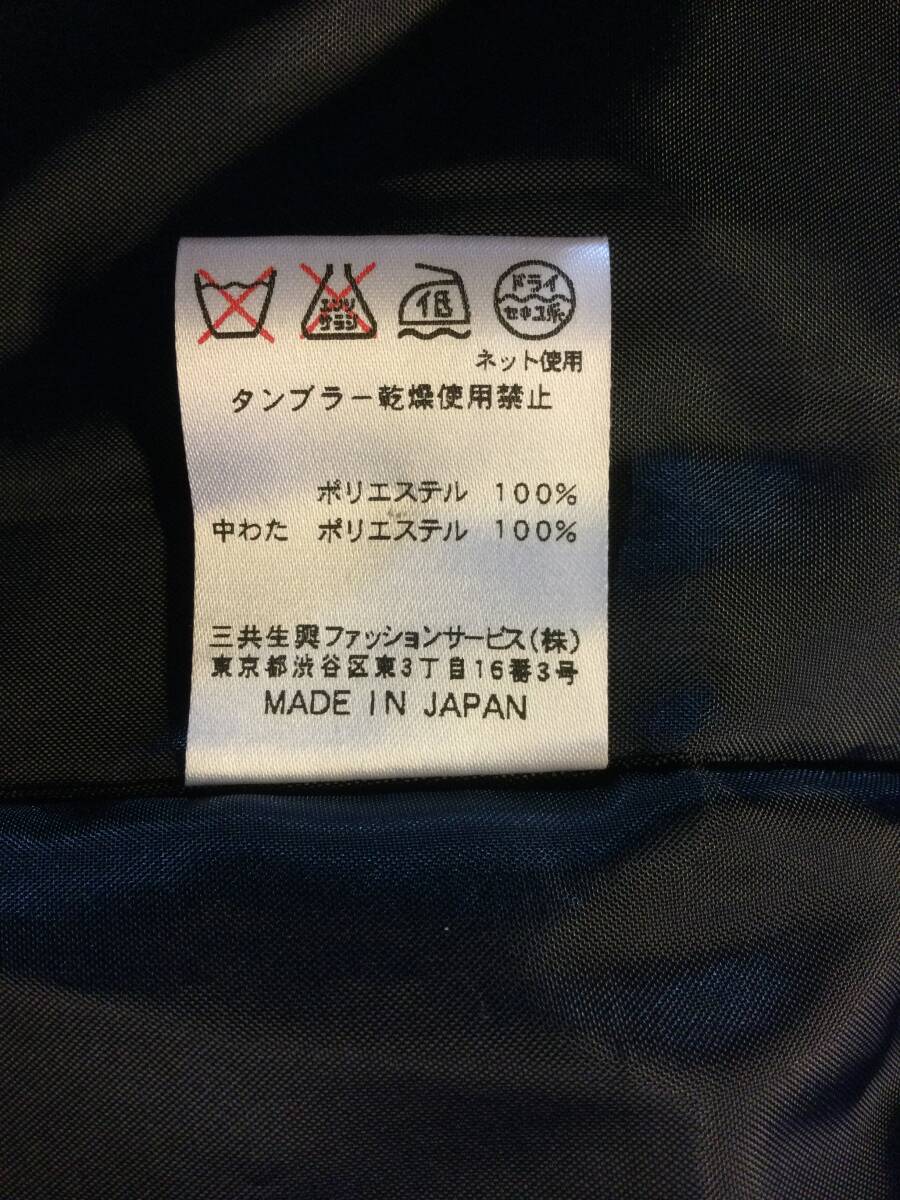 エンソ
サラシ
低
ドライ
セキユ系
ネット使用
タンブラー乾燥使用禁止
ポリエステル 100%
中わた ポリエステル 100%
三共生興ファッションサービス(株)
東京都渋谷区東3丁目16番3号
MADE IN JAPAN